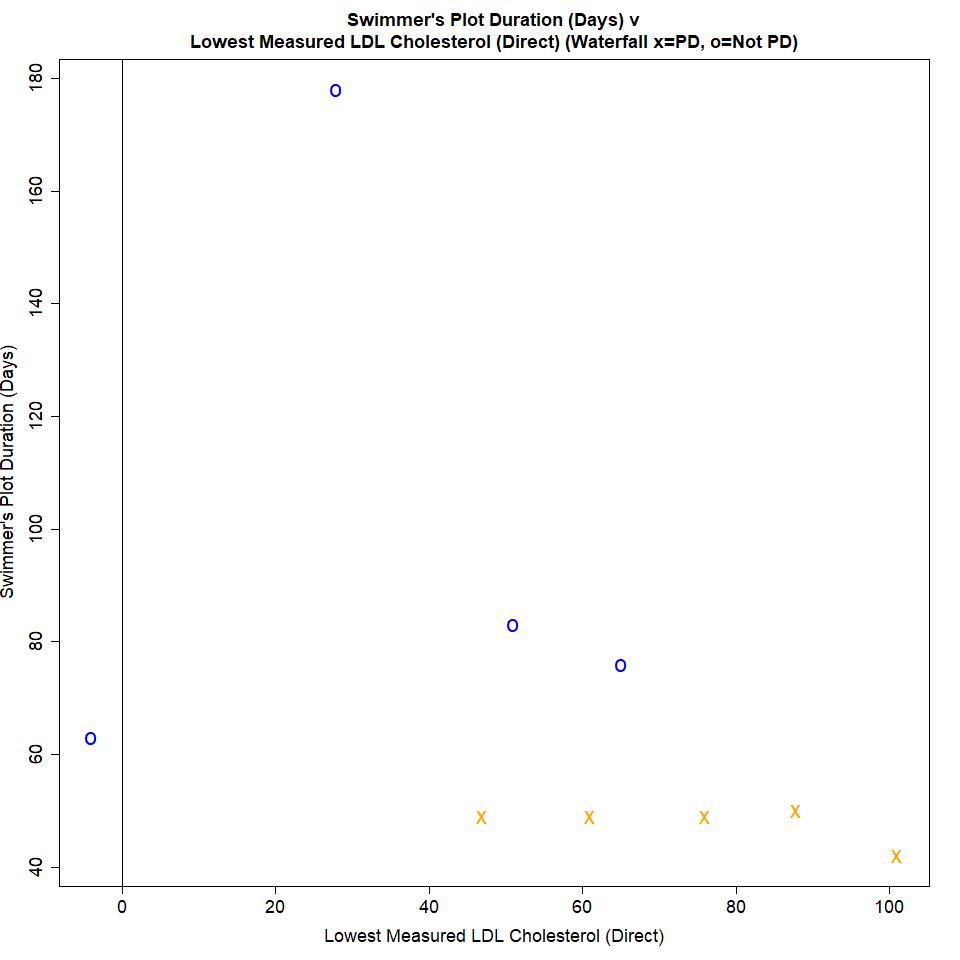 Swimmer's Plot Duration (Days) v
Lowest Measured LDL Cholesterol (Direct) (Waterfall x=PD, o=Not PD)
Swimmer's Plot Duration (Days)
180
160
140
120
100
80
60
40
o
o
o
o
x
x
x
x
x
0
20
40
60
80
100
Lowest Measured LDL Cholesterol (Direct)